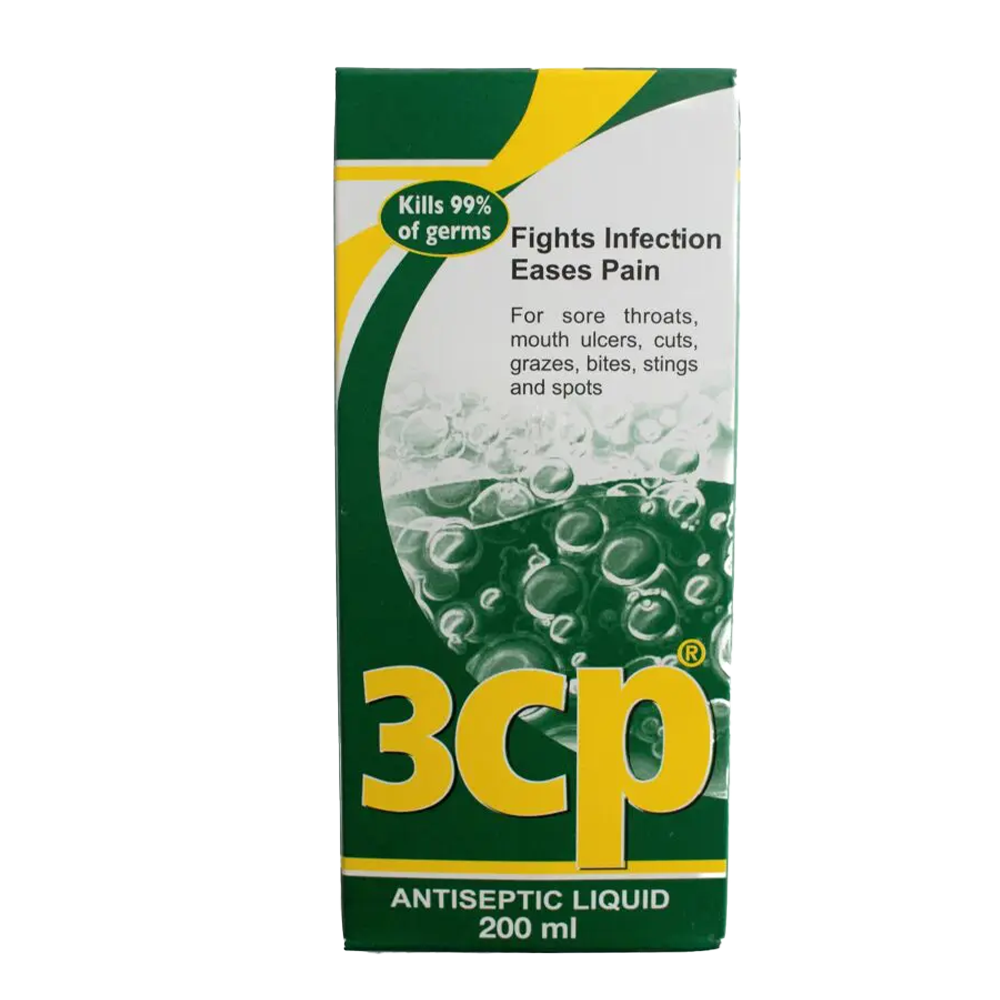 Kills 99%
of germs
Fights Infection
Eases Pain
For sore throats,
mouth ulcers, cuts,
grazes, bites, stings
and spots
3cp®
ANTISEPTIC LIQUID
200 ml